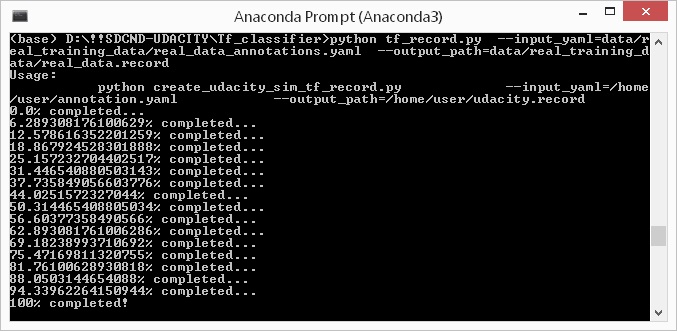 Anaconda Prompt (Anaconda3)
(base) D:\!!SDCND-UDACITY\Tf_classifier>python tf_record.py  --input_yaml=data/r
eal_training_data/real_data_annotations.yaml  --output_path=data/real_training_d
ata/real_data.record
Usage:
          python create_udacity_sim_tf_record.py             --input_yaml=/home
/user/annotation.yaml            --output_path=/home/user/udacity.record
0.0% completed...
6.289308176100629% completed...
12.578616352201259% completed...
18.867924528301888% completed...
25.157232704402517% completed...
31.446540880503143% completed...
37.735849056603776% completed...
44.0251572327044% completed...
50.314465408805034% completed...
56.60377358490566% completed...
62.893081761006286% completed...
69.18238993710692% completed...
75.47169811320755% completed...
81.76100628930818% completed...
88.0503144654088% completed...
94.33962264150944% completed...
100% completed!